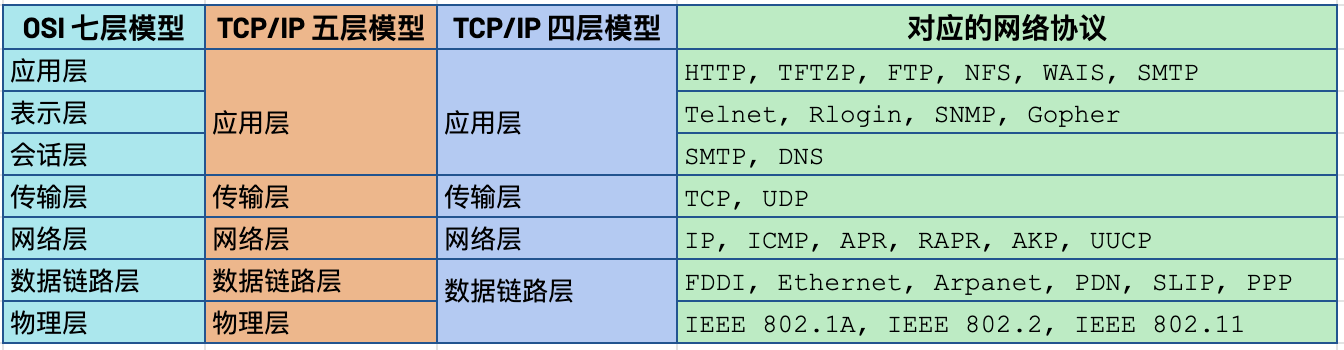 OSI 七层模型 TCP/IP 五层模型 TCP/IP 四层模型 对应的网络协议
应用层 HTTP, TFTZP, FTP, NFS, WAIS, SMTP
表示层 应用层 应用层 Telnet, Rlogin, SNMP, Gopher
会话层 SMTP, DNS
传输层 传输层 传输层 TCP, UDP
网络层 网络层 网络层 IP, ICMP, APR, RAPR, AKP, UUCP
数据链路层 数据链路层 数据链路层 FDDI, Ethernet, Arpanet, PDN, SLIP, PPP
物理层 物理层 IEEE 802.1A, IEEE 802.2, IEEE 802.11